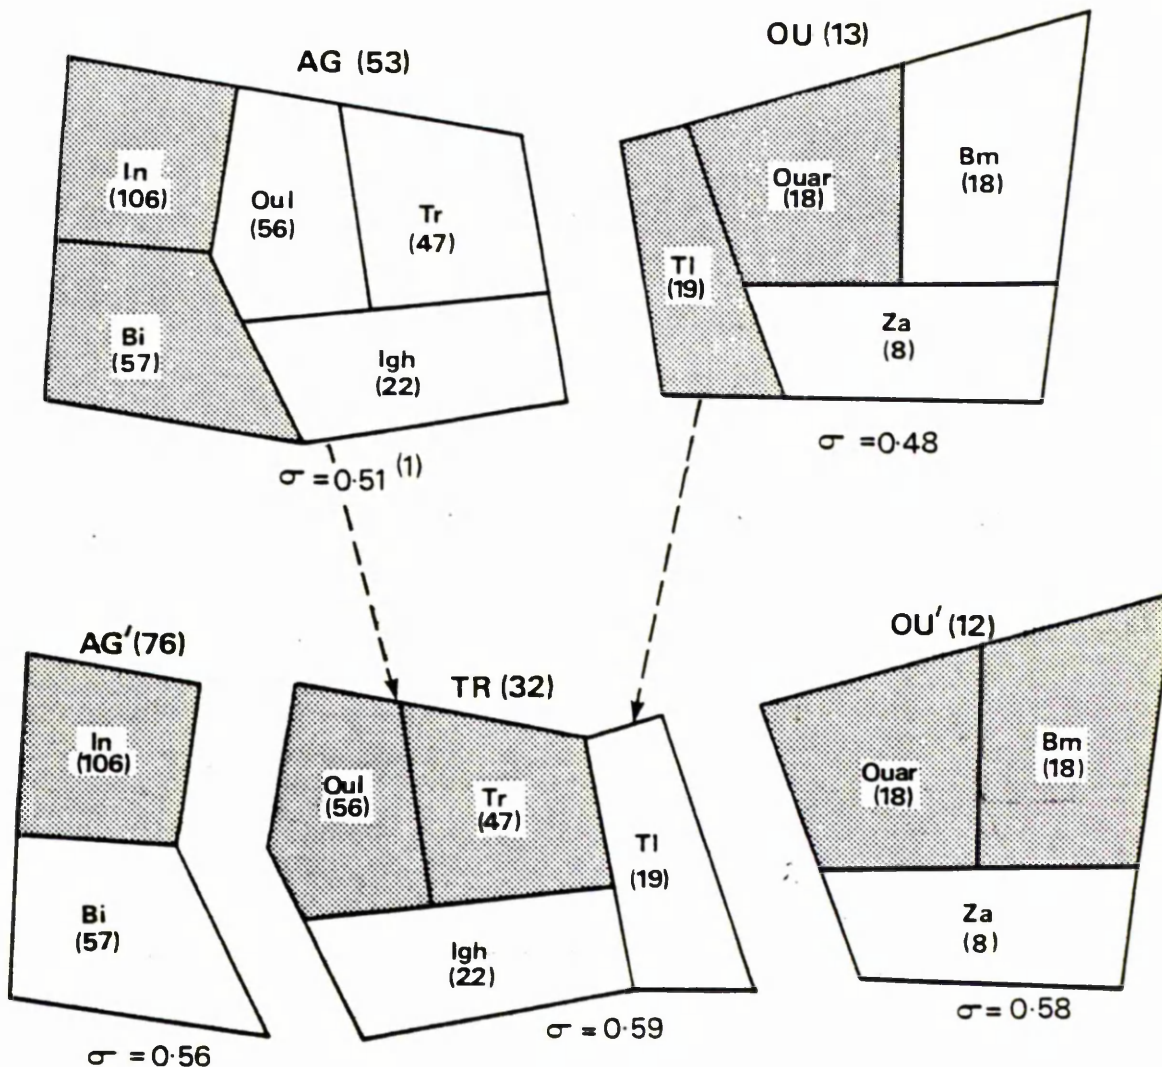 AG (53)
OU (13)
In
(106)
Oul
(56)
Tr
(47)
Bi
(57)
Igh
(22)
Tl
(19)
Ouar
(18)
Bm
(18)
Za
(8)
σ = 0·51 (1)
σ = 0·48
AG′ (76)
TR (32)
OU′ (12)
In
(106)
Bi
(57)
Oul
(56)
Tr
(47)
Igh
(22)
Tl
(19)
Ouar
(18)
Bm
(18)
Za
(8)
σ = 0·56
σ = 0·59
σ = 0·58